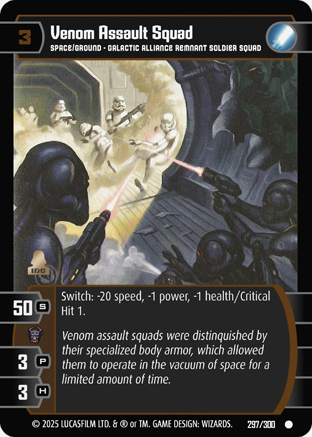 3
Venom Assault Squad
SPACE/GROUND - GALACTIC ALLIANCE REMNANT SOLDIER SQUAD
IDC
50 S
Switch: -20 speed, -1 power, -1 health/Critical
Hit 1.
Venom assault squads were distinguished by
their specialized body armor, which allowed
3 P
them to operate in the vacuum of space for a
limited amount of time.
3 H
© 2025 LUCASFILM LTD. & ® or TM. GAME DESIGN: WIZARDS.
297/300